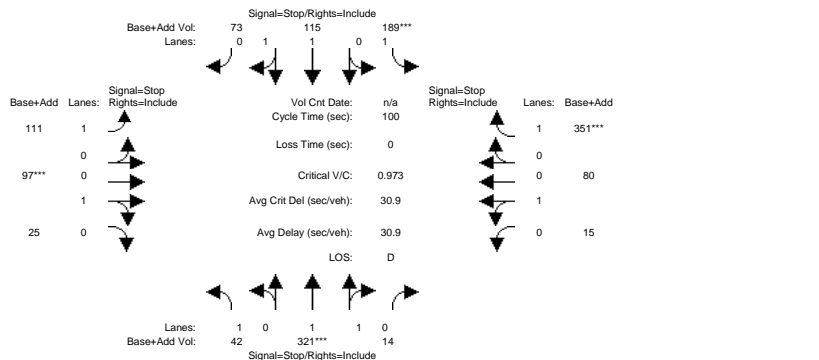 Signal=Stop/Rights=Include
Base+Add Vol: 73 115 189***
Lanes: 0 1 1 0 1
Signal=Stop Signal=Stop
Base+Add Lanes: Rights=Include Vol Cnt Date: n/a Rights=Include Lanes: Base+Add
Cycle Time (sec): 100
111 1 1 351***
Loss Time (sec): 0
0 0
97*** 0 Critical V/C: 0.973 0 80
1 Avg Crit Del (sec/veh): 30.9 1
25 0 Avg Delay (sec/veh): 30.9 0 15
LOS: D
Lanes: 1 0 1 1 0
Base+Add Vol: 42 321*** 14
Signal=Stop/Rights=Include